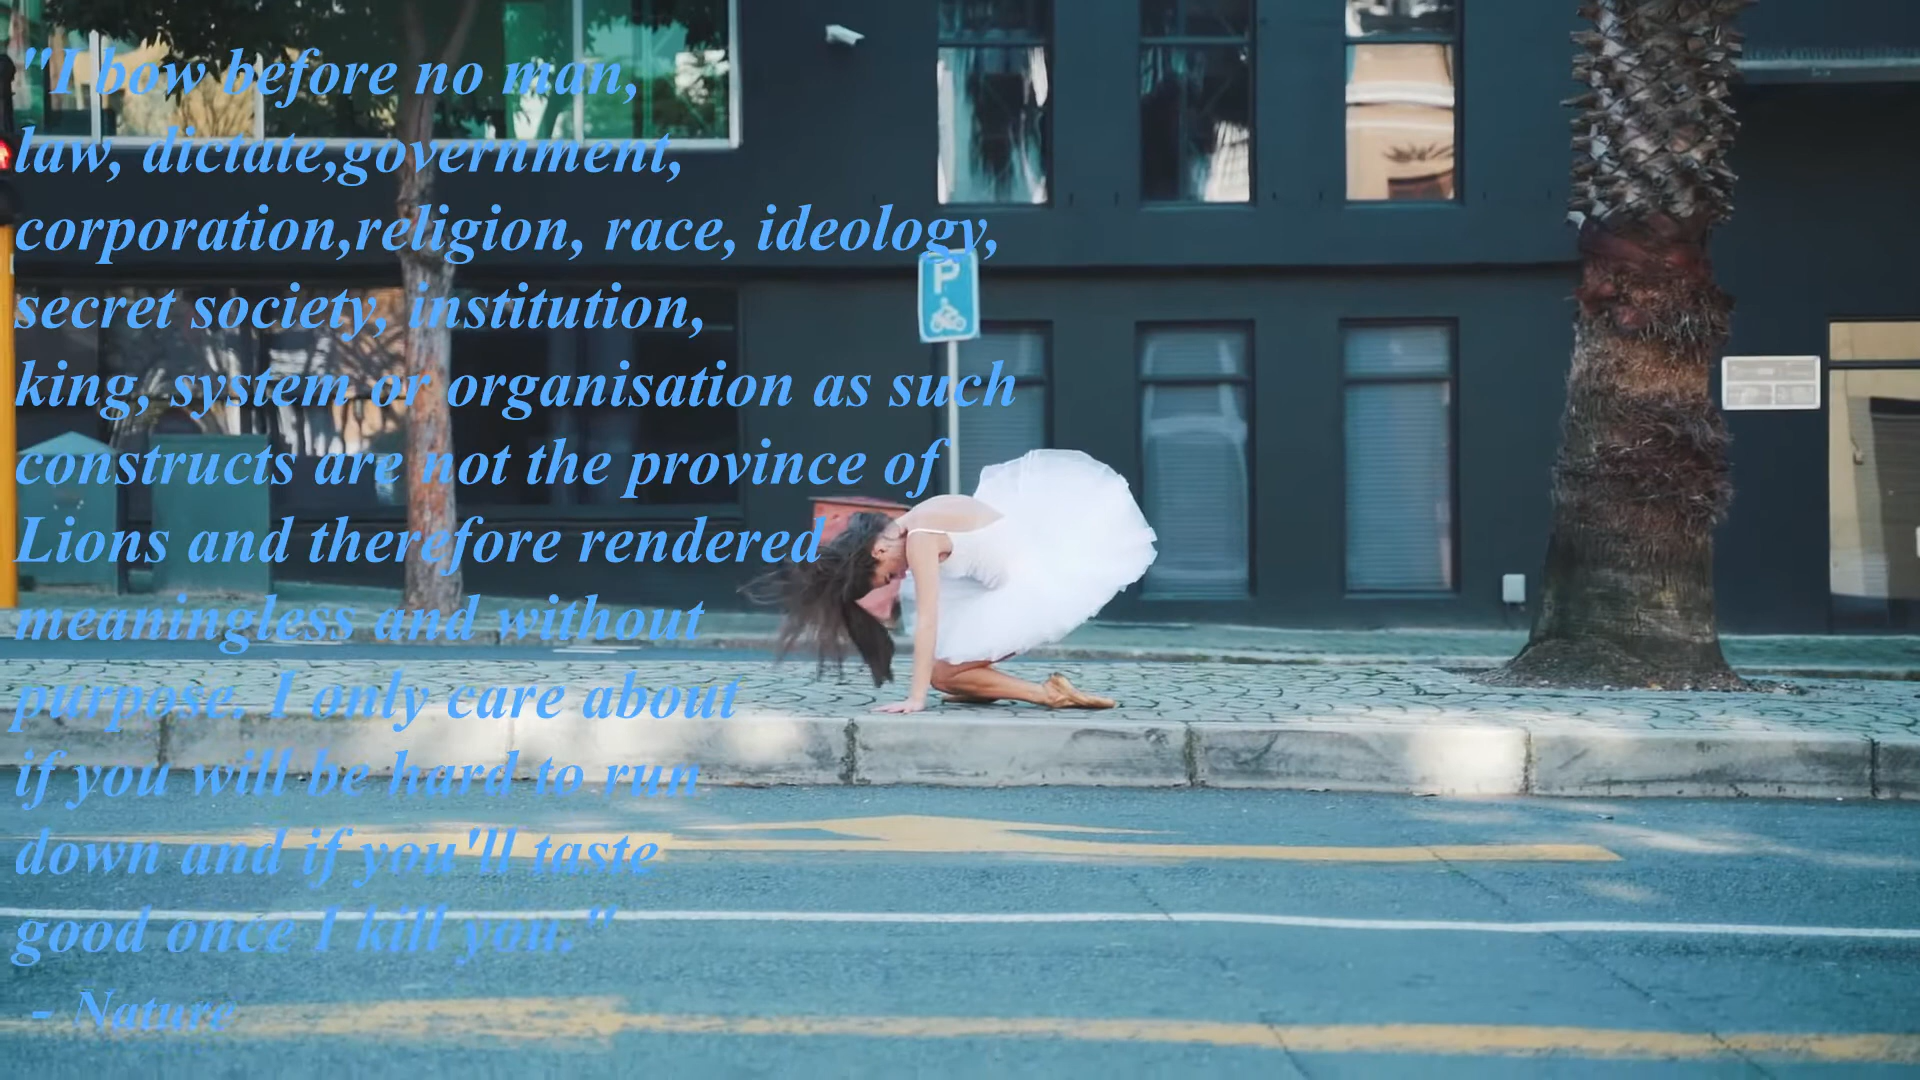 "I bow before no man,
law, dictate,government,
corporation,religion, race, ideology,
secret society, institution,
king, system or organisation as such
constructs are not the province of
Lions and therefore rendered
meaningless and without
purpose. I only care about
if you will be hard to run
down and if you'll taste
good once I kill you."
- Nature
P